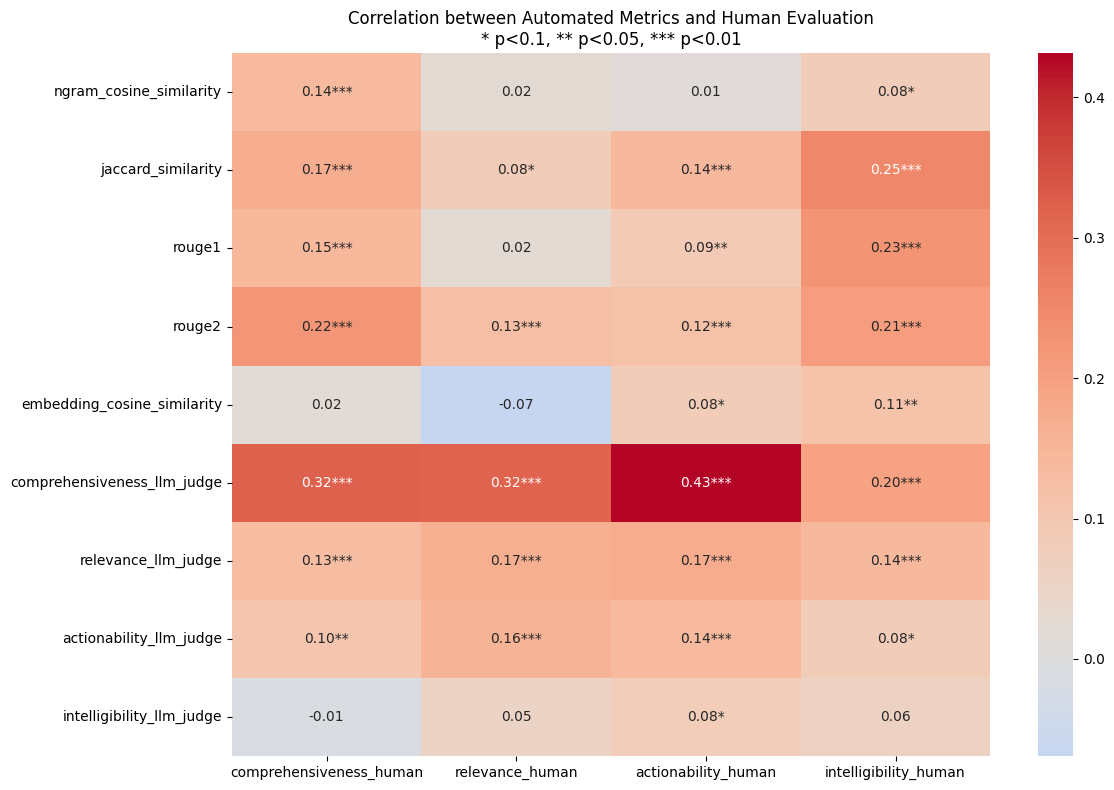 Correlation between Automated Metrics and Human Evaluation
* p<0.1, ** p<0.05, *** p<0.01
ngram_cosine_similarity 0.14*** 0.02 0.01 0.08*
jaccard_similarity 0.17*** 0.08* 0.14*** 0.25***
rouge1 0.15*** 0.02 0.09** 0.23***
rouge2 0.22*** 0.13*** 0.12*** 0.21***
embedding_cosine_similarity 0.02 -0.07 0.08* 0.11**
comprehensiveness_llm_judge 0.32*** 0.32*** 0.43*** 0.20***
relevance_llm_judge 0.13*** 0.17*** 0.17*** 0.14***
actionability_llm_judge 0.10** 0.16*** 0.14*** 0.08*
intelligibility_llm_judge -0.01 0.05 0.08* 0.06
comprehensiveness_human relevance_human actionability_human intelligibility_human
0.4
0.3
0.2
0.1
0.0